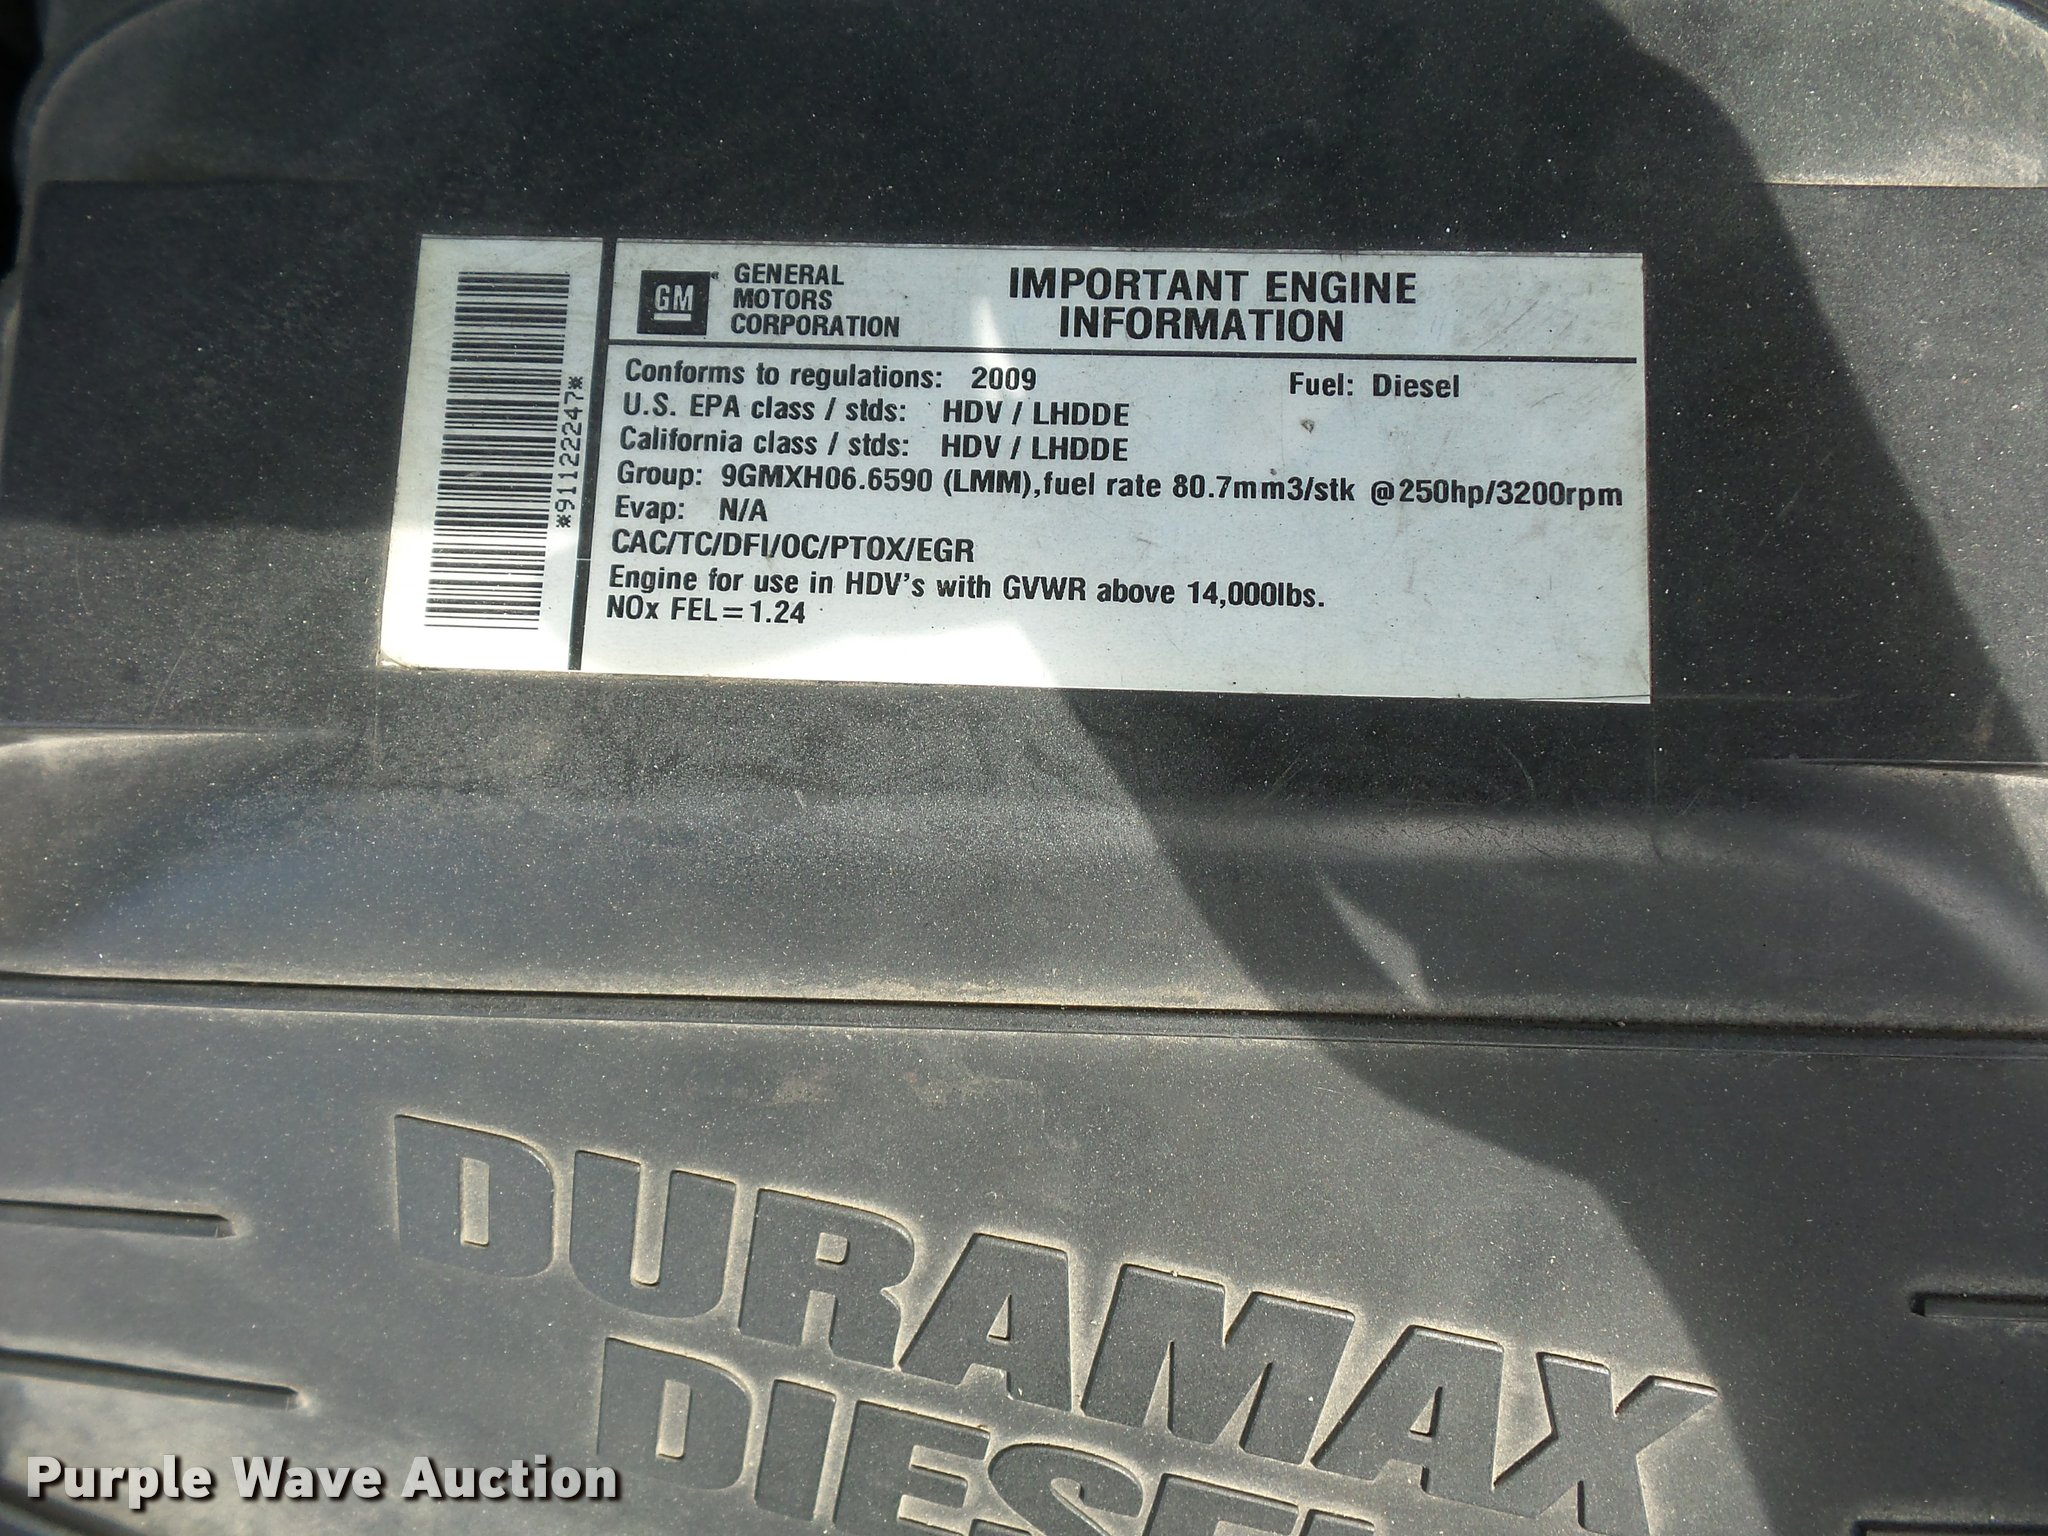 GM
GENERAL
MOTORS
CORPORATION
IMPORTANT ENGINE
INFORMATION
Conforms to regulations: 2009 Fuel: Diesel
U.S. EPA class / stds: HDV / LHDDE
California class / stds: HDV / LHDDE
Group: 9GMXH06.6590 (LMM),fuel rate 80.7mm3/stk @250hp/3200rpm
Evap: N/A
CAC/TC/DFI/OC/PTOX/EGR
Engine for use in HDV's with GVWR above 14,000lbs.
NOx FEL=1.24
*91122247*
DURAMAX
DIESEL
Purple Wave Auction